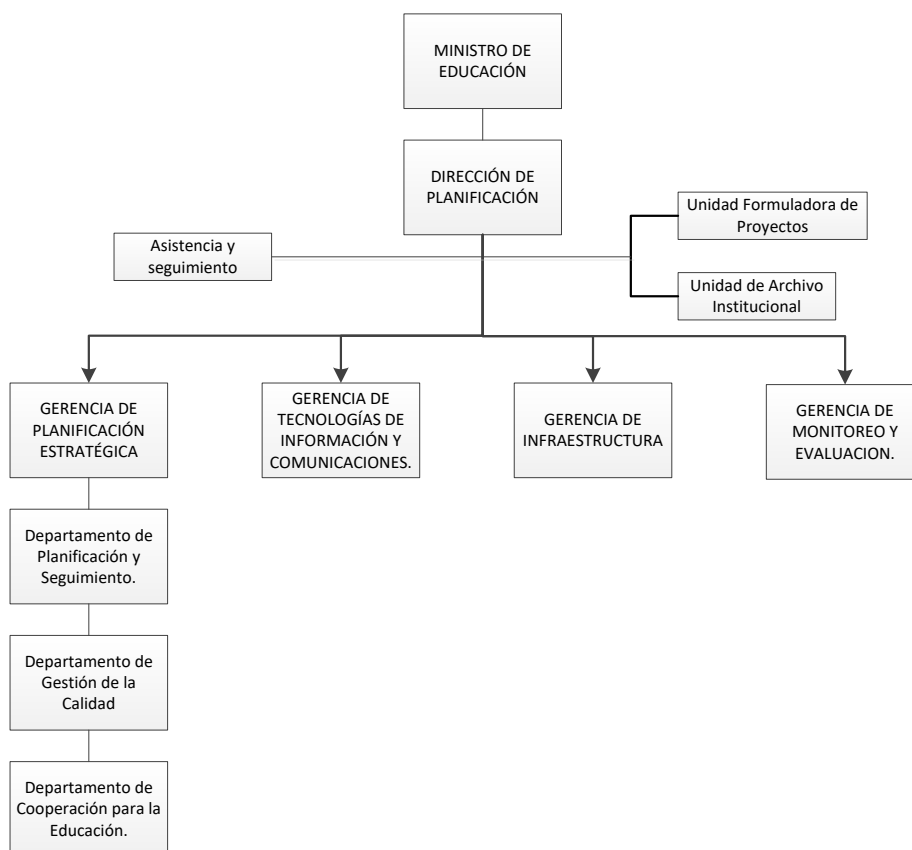 MINISTRO DE
EDUCACIÓN
DIRECCIÓN DE
PLANIFICACIÓN
Unidad Formuladora de
Proyectos
Asistencia y
seguimiento
Unidad de Archivo
Institucional
GERENCIA DE
PLANIFICACIÓN
ESTRATÉGICA
GERENCIA DE
TECNOLOGÍAS DE
INFORMACIÓN Y
COMUNICACIONES.
GERENCIA DE
INFRAESTRUCTURA
GERENCIA DE
MONITOREO Y
EVALUACION.
Departamento de
Planificación y
Seguimiento.
Departamento de
Gestión de la
Calidad
Departamento de
Cooperación para la
Educación.